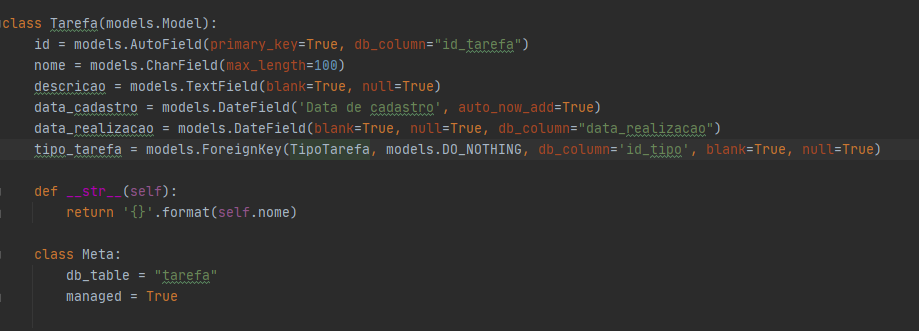 class Tarefa(models.Model):
    id = models.AutoField(primary_key=True, db_column="id_tarefa")
    nome = models.CharField(max_length=100)
    descricao = models.TextField(blank=True, null=True)
    data_cadastro = models.DateField('Data de cadastro', auto_now_add=True)
    data_realizacao = models.DateField(blank=True, null=True, db_column="data_realizacao")
    tipo_tarefa = models.ForeignKey(TipoTarefa, models.DO_NOTHING, db_column='id_tipo', blank=True, null=True)
    def __str__(self):
        return '{}'.format(self.nome)
    class Meta:
        db_table = "tarefa"
        managed = True